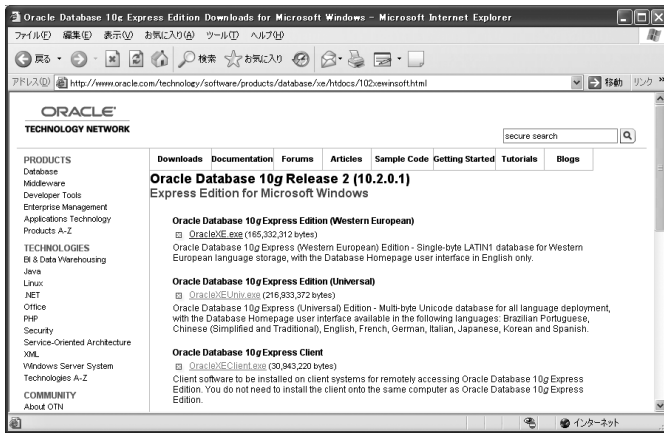 Oracle Database 10g Express Edition Downloads for Microsoft Windows - Microsoft Internet Explorer
ファイル(F) 編集(E) 表示(V) お気に入り(A) ツール(T) ヘルプ(H)
戻る 検索 お気に入り
アドレス(D) http://www.oracle.com/technology/software/products/database/xe/htdocs/102xewinsoft.html 移動 リンク »
ORACLE
TECHNOLOGY NETWORK
secure search
PRODUCTS
Database
Middleware
Developer Tools
Enterprise Management
Applications Technology
Products A-Z
TECHNOLOGIES
BI & Data Warehousing
Java
Linux
.NET
Office
PHP
Security
Service-Oriented Architecture
XML
Windows Server System
Technologies A-Z
COMMUNITY
About OTN
Downloads Documentation Forums Articles Sample Code Getting Started Tutorials Blogs
Oracle Database 10g Release 2 (10.2.0.1)
Express Edition for Microsoft Windows
Oracle Database 10g Express Edition (Western European)
OracleXE.exe (165,332,312 bytes)
Oracle Database 10g Express (Western European) Edition - Single-byte LATIN1 database for Western
European language storage, with the Database Homepage user interface in English only.
Oracle Database 10g Express Edition (Universal)
OracleXEUniv.exe (216,933,372 bytes)
Oracle Database 10g Express (Universal) Edition - Multi-byte Unicode database for all language deployment,
with the Database Homepage user interface available in the following languages: Brazilian Portuguese,
Chinese (Simplified and Traditional), English, French, German, Italian, Japanese, Korean and Spanish.
Oracle Database 10g Express Client
OracleXEClient.exe (30,943,220 bytes)
Client software to be installed on client systems for remotely accessing Oracle Database 10g Express
Edition. You do not need to install the client onto the same computer as Oracle Database 10g Express
Edition.
インターネット